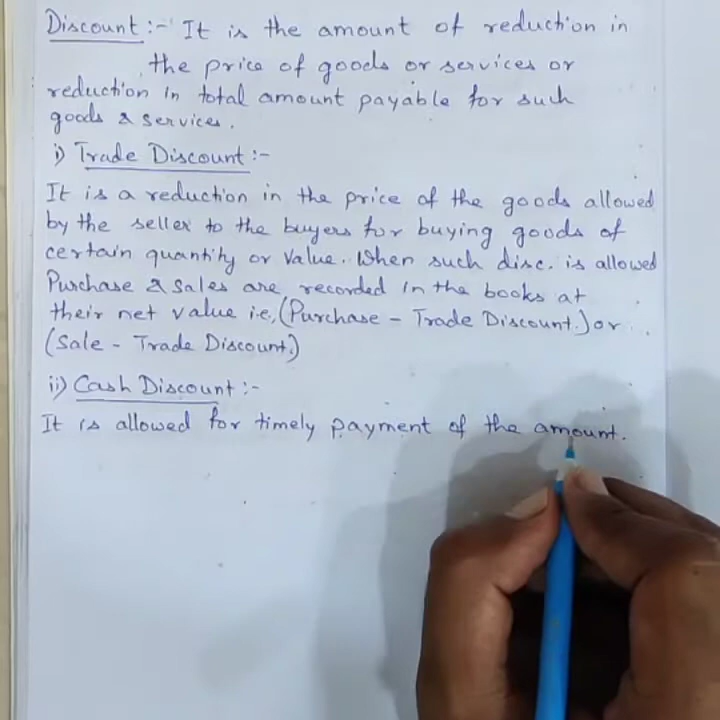 Discount :- It is the amount of reduction in
the price of goods or services or
reduction in total amount payable for such
goods & services.
i) Trade Discount :-
It is a reduction in the price of the goods allowed
by the seller to the buyers for buying goods of
certain quantity or value. When such disc. is allowed
Purchase & Sales are recorded in the books at
their net value i.e., (Purchase - Trade Discount.) or
(Sale - Trade Discount.)
ii) Cash Discount :-
It is allowed for timely payment of the amount.